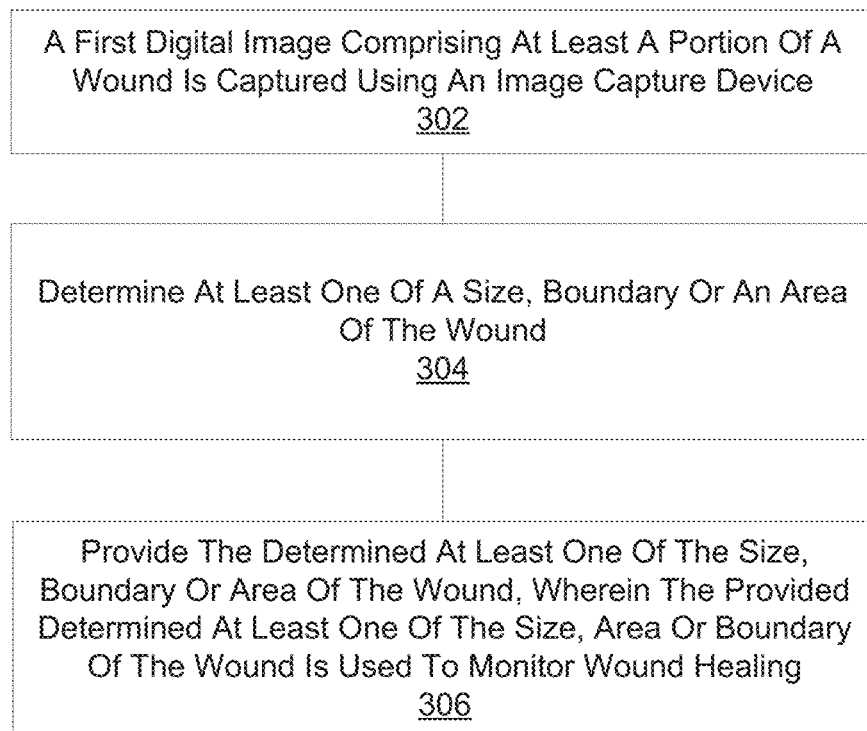 A First Digital Image Comprising At Least A Portion Of A
Wound Is Captured Using An Image Capture Device
302
Determine At Least One Of A Size, Boundary Or An Area
Of The Wound
304
Provide The Determined At Least One Of The Size,
Boundary Or Area Of The Wound, Wherein The Provided
Determined At Least One Of The Size, Area Or Boundary
Of The Wound Is Used To Monitor Wound Healing
306